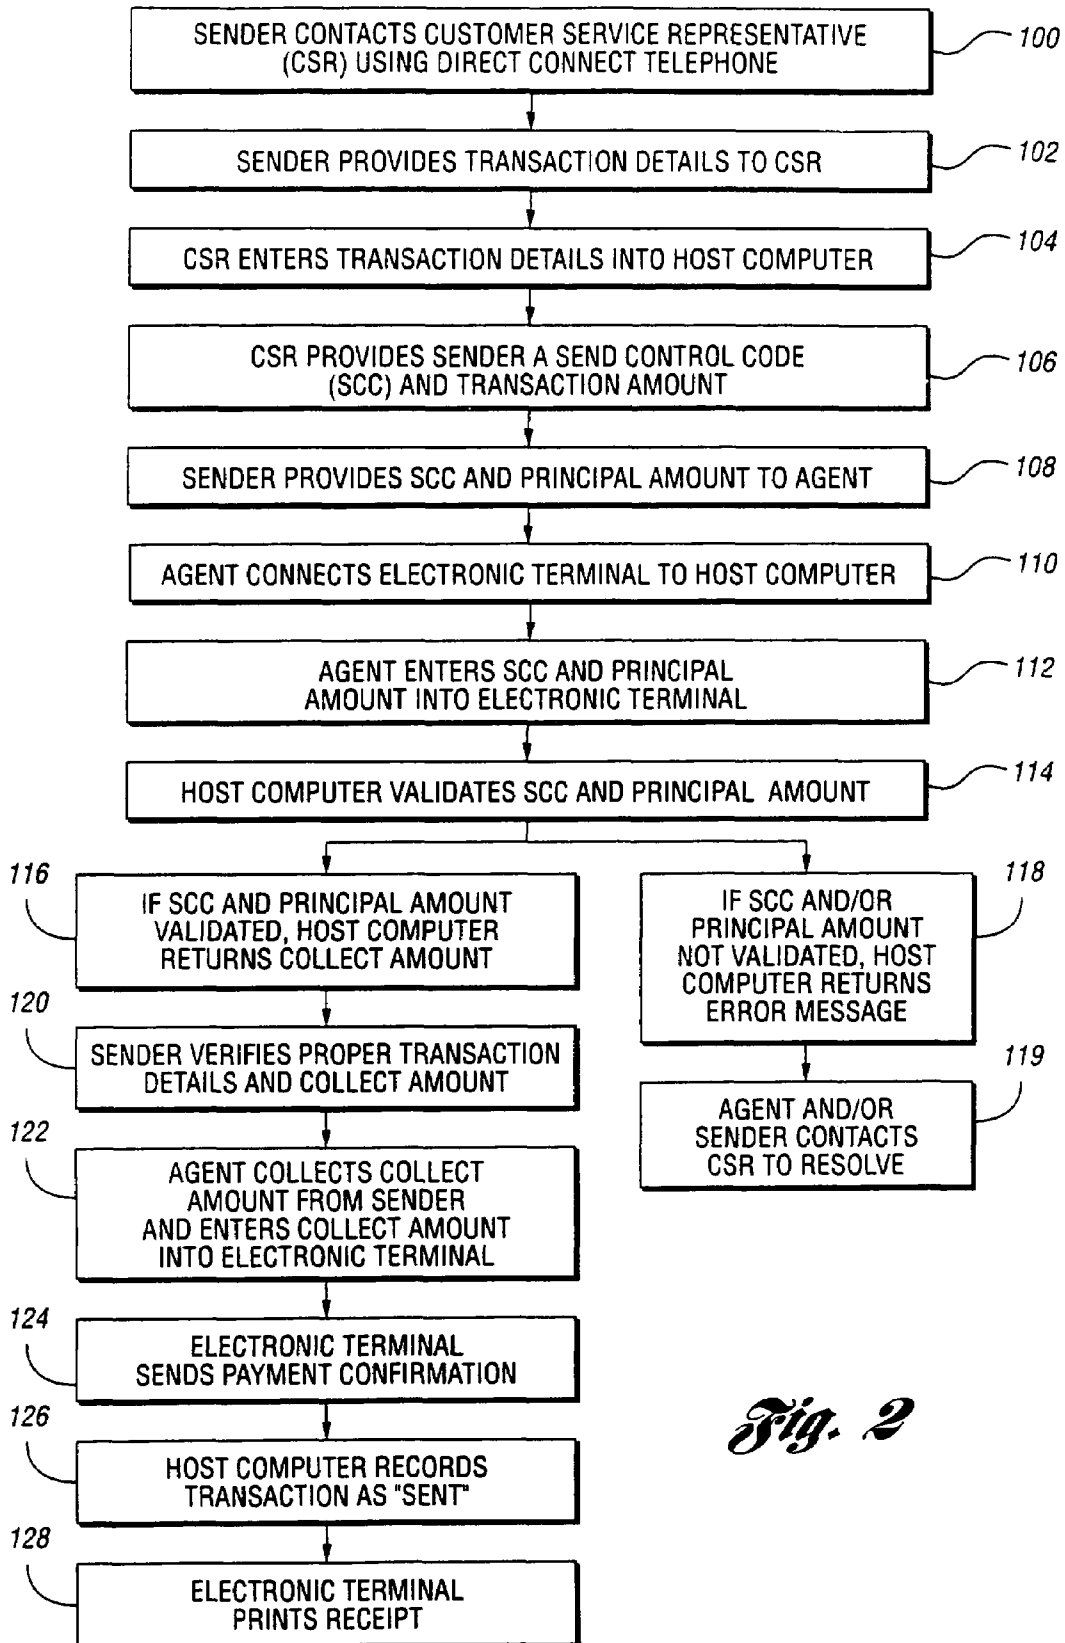 SENDER CONTACTS CUSTOMER SERVICE REPRESENTATIVE
(CSR) USING DIRECT CONNECT TELEPHONE
100
SENDER PROVIDES TRANSACTION DETAILS TO CSR
102
CSR ENTERS TRANSACTION DETAILS INTO HOST COMPUTER
104
CSR PROVIDES SENDER A SEND CONTROL CODE
(SCC) AND TRANSACTION AMOUNT
106
SENDER PROVIDES SCC AND PRINCIPAL AMOUNT TO AGENT
108
AGENT CONNECTS ELECTRONIC TERMINAL TO HOST COMPUTER
110
AGENT ENTERS SCC AND PRINCIPAL
AMOUNT INTO ELECTRONIC TERMINAL
112
HOST COMPUTER VALIDATES SCC AND PRINCIPAL AMOUNT
114
116
IF SCC AND PRINCIPAL AMOUNT
VALIDATED, HOST COMPUTER
RETURNS COLLECT AMOUNT
118
IF SCC AND/OR
PRINCIPAL AMOUNT
NOT VALIDATED, HOST
COMPUTER RETURNS
ERROR MESSAGE
120
SENDER VERIFIES PROPER TRANSACTION
DETAILS AND COLLECT AMOUNT
119
AGENT AND/OR
SENDER CONTACTS
CSR TO RESOLVE
122
AGENT COLLECTS COLLECT
AMOUNT FROM SENDER
AND ENTERS COLLECT AMOUNT
INTO ELECTRONIC TERMINAL
124
ELECTRONIC TERMINAL
SENDS PAYMENT CONFIRMATION
126
HOST COMPUTER RECORDS
TRANSACTION AS "SENT"
128
ELECTRONIC TERMINAL
PRINTS RECEIPT
Fig. 2